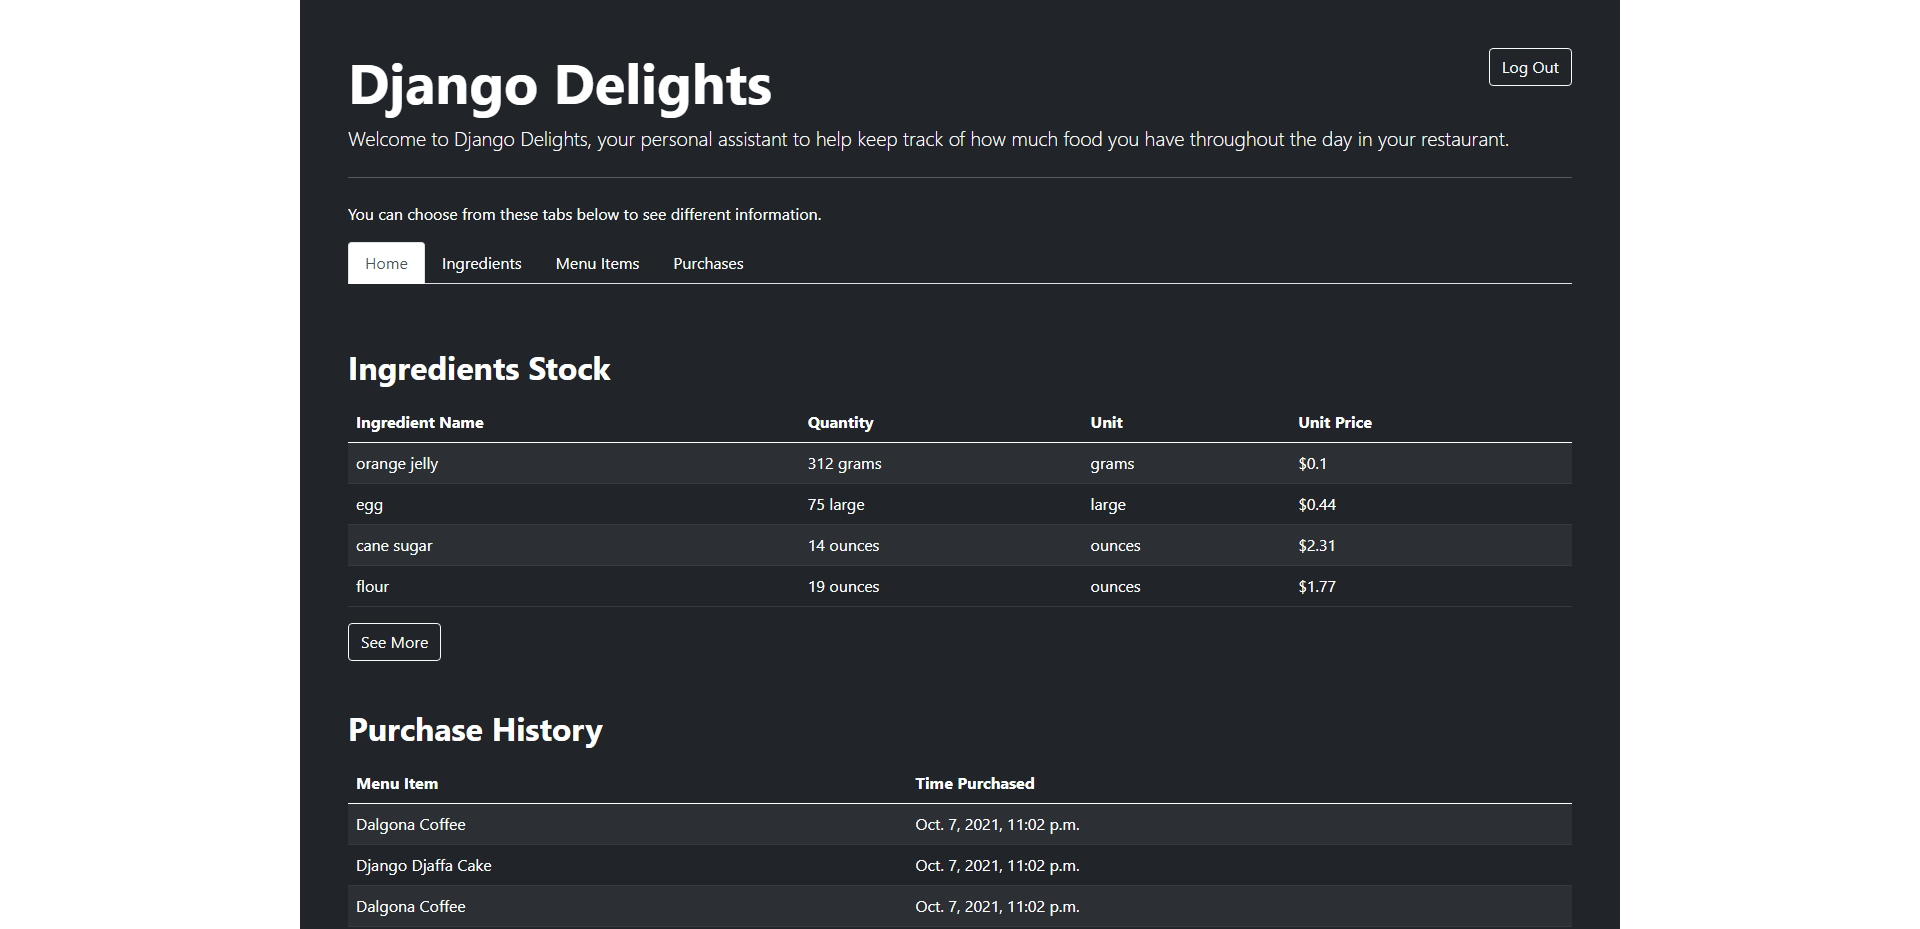 Django Delights
Log Out
Welcome to Django Delights, your personal assistant to help keep track of how much food you have throughout the day in your restaurant.
You can choose from these tabs below to see different information.
Home Ingredients Menu Items Purchases
Ingredients Stock
Ingredient Name Quantity Unit Unit Price
orange jelly 312 grams grams $0.1
egg 75 large large $0.44
cane sugar 14 ounces ounces $2.31
flour 19 ounces ounces $1.77
See More
Purchase History
Menu Item Time Purchased
Dalgona Coffee Oct. 7, 2021, 11:02 p.m.
Django Djaffa Cake Oct. 7, 2021, 11:02 p.m.
Dalgona Coffee Oct. 7, 2021, 11:02 p.m.